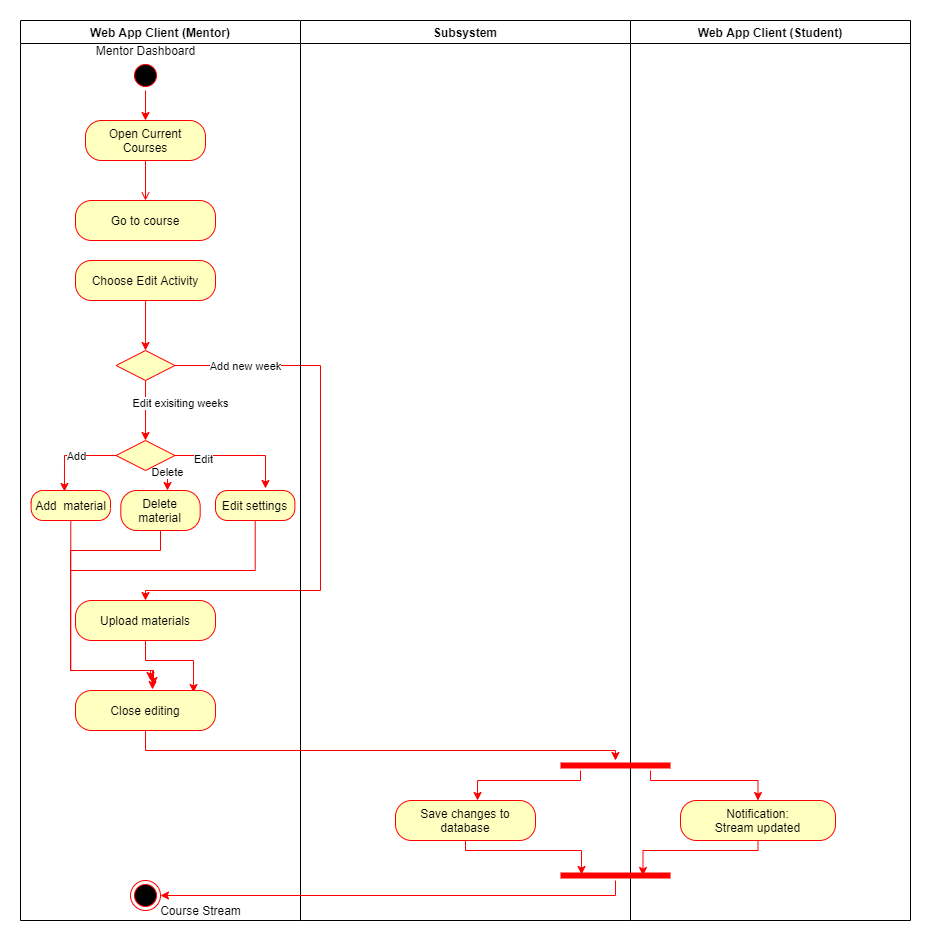 Web App Client (Mentor)
Subsystem
Web App Client (Student)
Mentor Dashboard
Open Current
Courses
Go to course
Choose Edit Activity
Add new week
Edit exisiting weeks
Add
Edit
Delete
Add  material
Delete
material
Edit settings
Upload materials
Close editing
Save changes to
database
Notification:
Stream updated
Course Stream